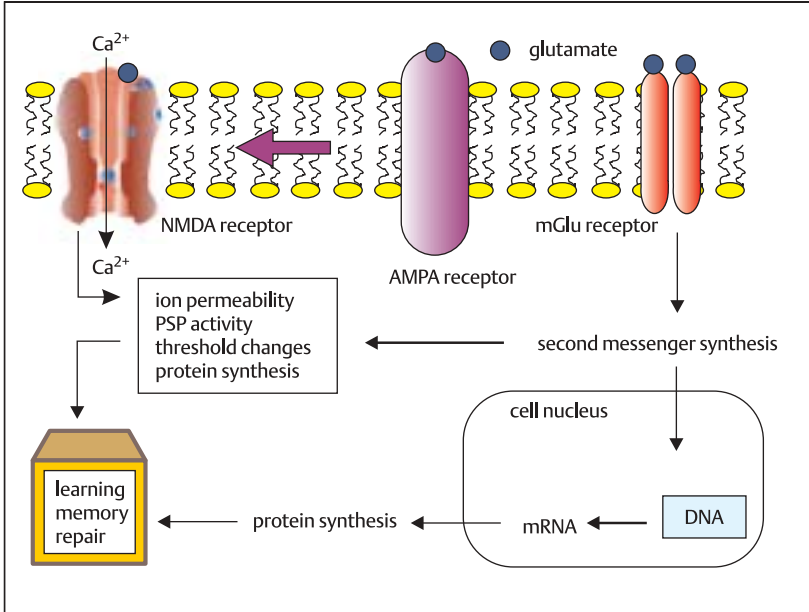 Ca²⁺
glutamate
NMDA receptor
mGlu receptor
AMPA receptor
Ca²⁺
ion permeability
PSP activity
threshold changes
protein synthesis
second messenger synthesis
cell nucleus
learning
memory
repair
protein synthesis
mRNA
DNA